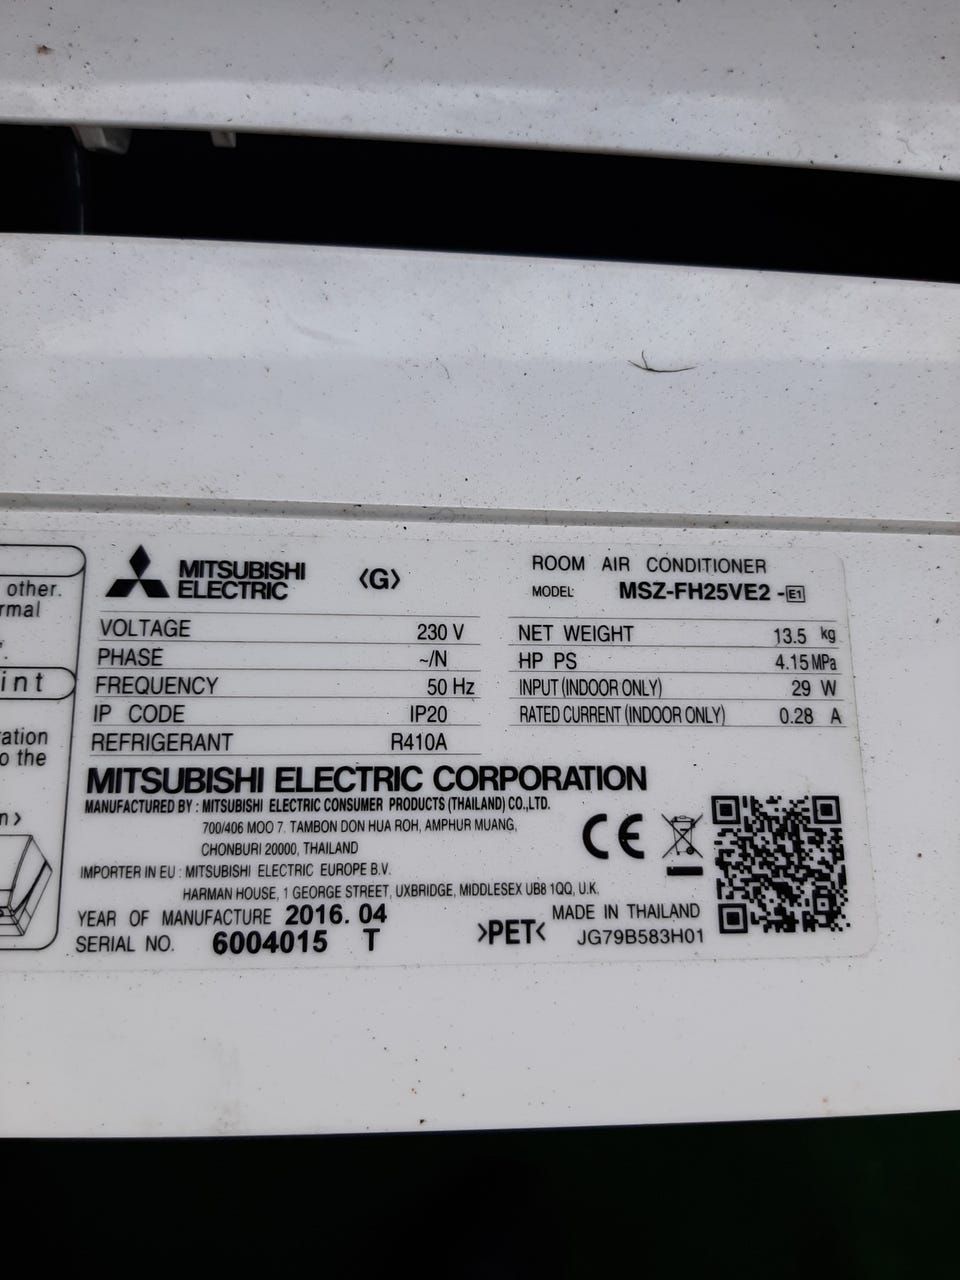 other.
rmal
int
ration
o the
n>
MITSUBISHI
ELECTRIC
〈G〉
VOLTAGE 230 V
PHASE ~/N
FREQUENCY 50 Hz
IP CODE IP20
REFRIGERANT R410A
ROOM AIR CONDITIONER
MODEL: MSZ-FH25VE2 - E1
NET WEIGHT 13.5 kg
HP PS 4.15 MPa
INPUT (INDOOR ONLY) 29 W
RATED CURRENT (INDOOR ONLY) 0.28 A
MITSUBISHI ELECTRIC CORPORATION
MANUFACTURED BY : MITSUBISHI ELECTRIC CONSUMER PRODUCTS (THAILAND) CO., LTD.
700/406 MOO 7. TAMBON DON HUA ROH, AMPHUR MUANG,
CHONBURI 20000, THAILAND
IMPORTER IN EU : MITSUBISHI ELECTRIC EUROPE B.V.
HARMAN HOUSE, 1 GEORGE STREET, UXBRIDGE, MIDDLESEX UB8 1QQ, U.K.
YEAR OF MANUFACTURE 2016. 04
SERIAL NO. 6004015 T
CE
>PET<
MADE IN THAILAND
JG79B583H01